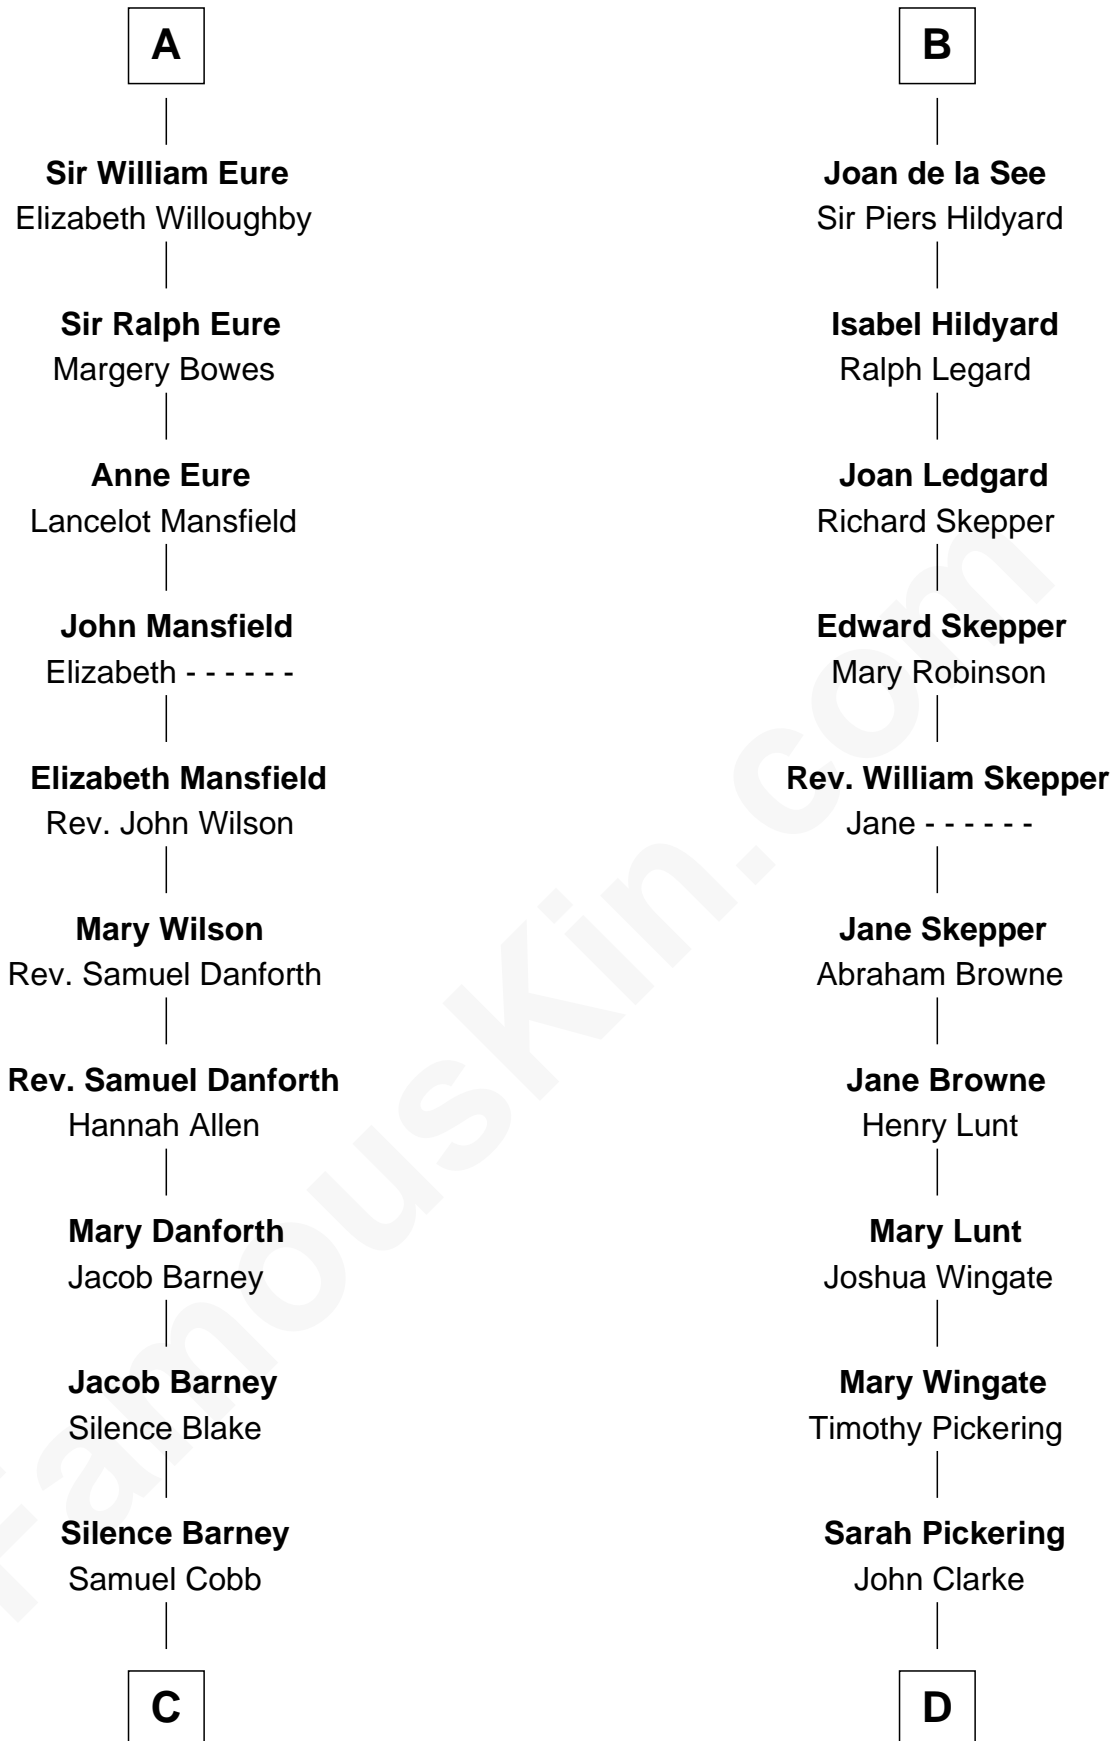 A
Sir William Eure
Elizabeth Willoughby
Sir Ralph Eure
Margery Bowes
Anne Eure
Lancelot Mansfield
John Mansfield
Elizabeth - - - - - -
Elizabeth Mansfield
Rev. John Wilson
Mary Wilson
Rev. Samuel Danforth
Rev. Samuel Danforth
Hannah Allen
Mary Danforth
Jacob Barney
Jacob Barney
Silence Blake
Silence Barney
Samuel Cobb
C
B
Joan de la See
Sir Piers Hildyard
Isabel Hildyard
Ralph Legard
Joan Ledgard
Richard Skepper
Edward Skepper
Mary Robinson
Rev. William Skepper
Jane - - - - - -
Jane Skepper
Abraham Browne
Jane Browne
Henry Lunt
Mary Lunt
Joshua Wingate
Mary Wingate
Timothy Pickering
Sarah Pickering
John Clarke
D
FamousKin.com